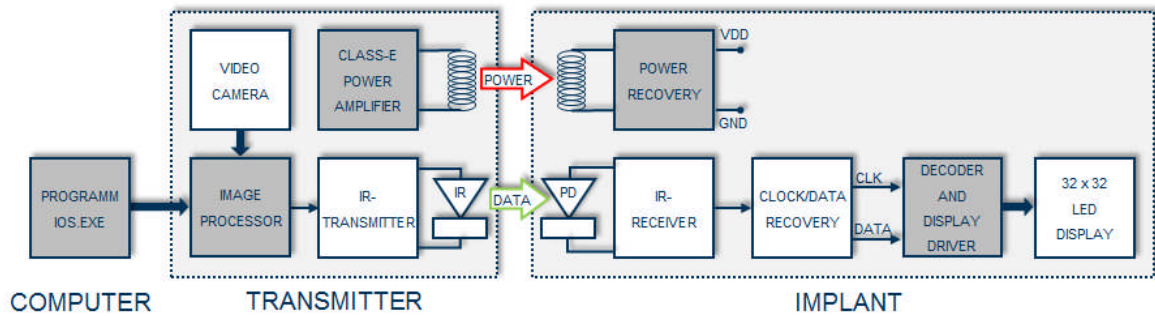 VIDEO
CAMERA
CLASS-E
POWER
AMPLIFIER
POWER
POWER
RECOVERY
VDD
GND
PROGRAMM
IOS.EXE
IMAGE
PROCESSOR
IR-
TRANSMITTER
IR
DATA
PD
IR-
RECEIVER
CLOCK/DATA
RECOVERY
CLK
DATA
DECODER
AND
DISPLAY
DRIVER
32 x 32
LED
DISPLAY
COMPUTER
TRANSMITTER
IMPLANT